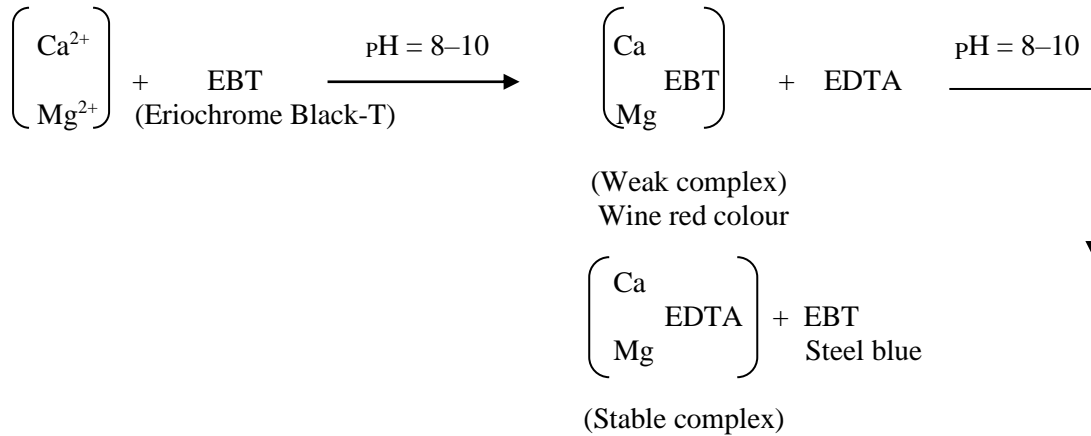 Ca²⁺ Ca
pH = 8–10 pH = 8–10
+ EBT EBT + EDTA
Mg²⁺ (Eriochrome Black-T) Mg
(Weak complex)
Wine red colour
Ca
EDTA + EBT
Mg Steel blue
(Stable complex)